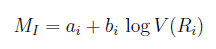 M_I = a_i + b_i log V(R_i)